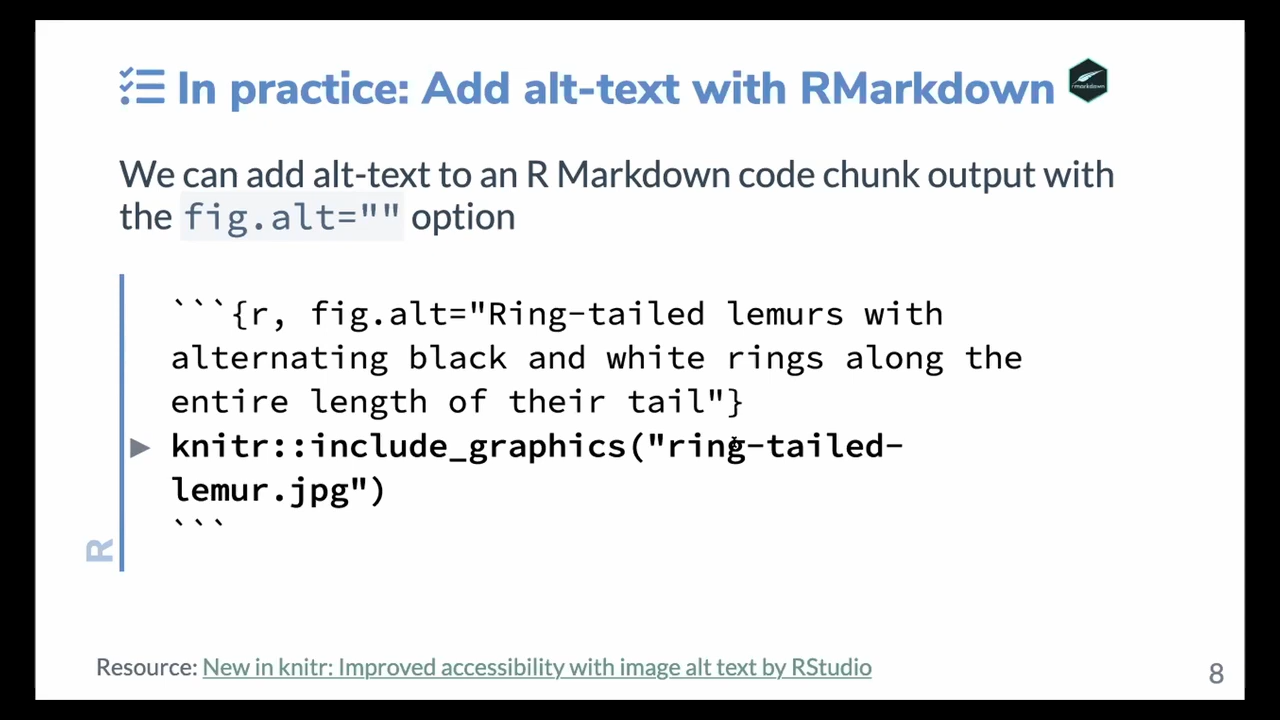 In practice: Add alt-text with RMarkdown
rmarkdown
We can add alt-text to an R Markdown code chunk output with
the fig.alt="" option
```{r, fig.alt="Ring-tailed lemurs with
alternating black and white rings along the
entire length of their tail"}
knitr::include_graphics("ring-tailed-
lemur.jpg")
```
R
Resource: New in knitr: Improved accessibility with image alt text by RStudio
8